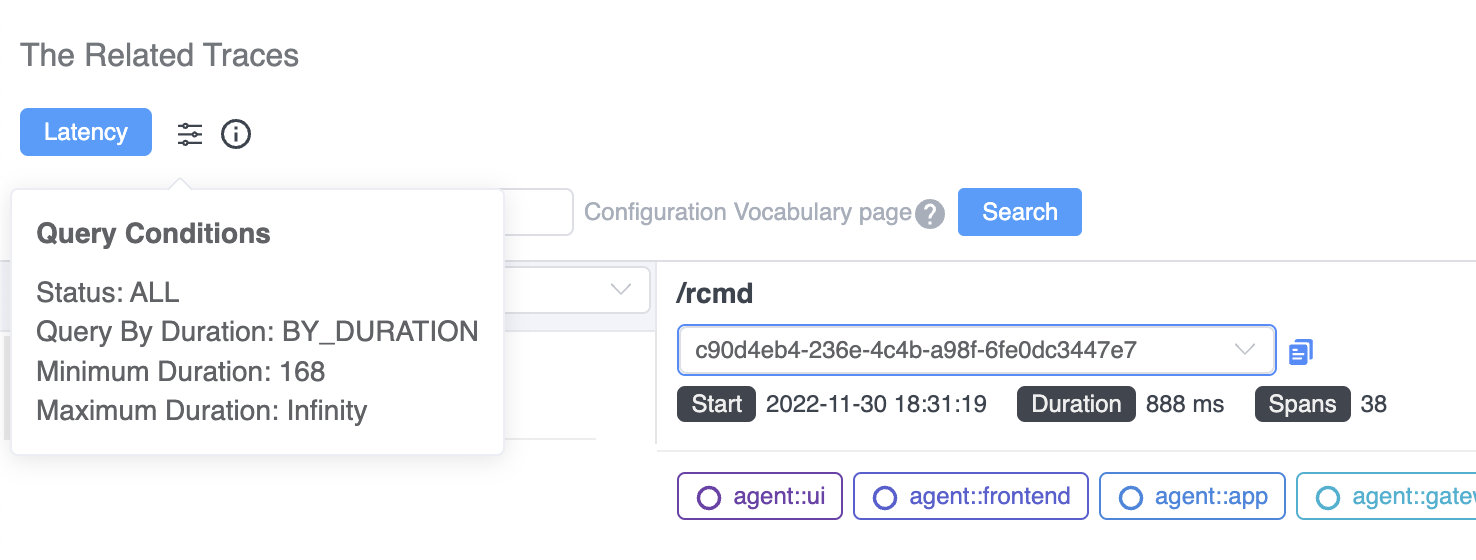 The Related Traces
Latency
Configuration Vocabulary page
?
Search
Query Conditions
Status: ALL
Query By Duration: BY_DURATION
Minimum Duration: 168
Maximum Duration: Infinity
/rcmd
c90d4eb4-236e-4c4b-a98f-6fe0dc3447e7
Start 2022-11-30 18:31:19 Duration 888 ms Spans 38
agent::ui agent::frontend agent::app